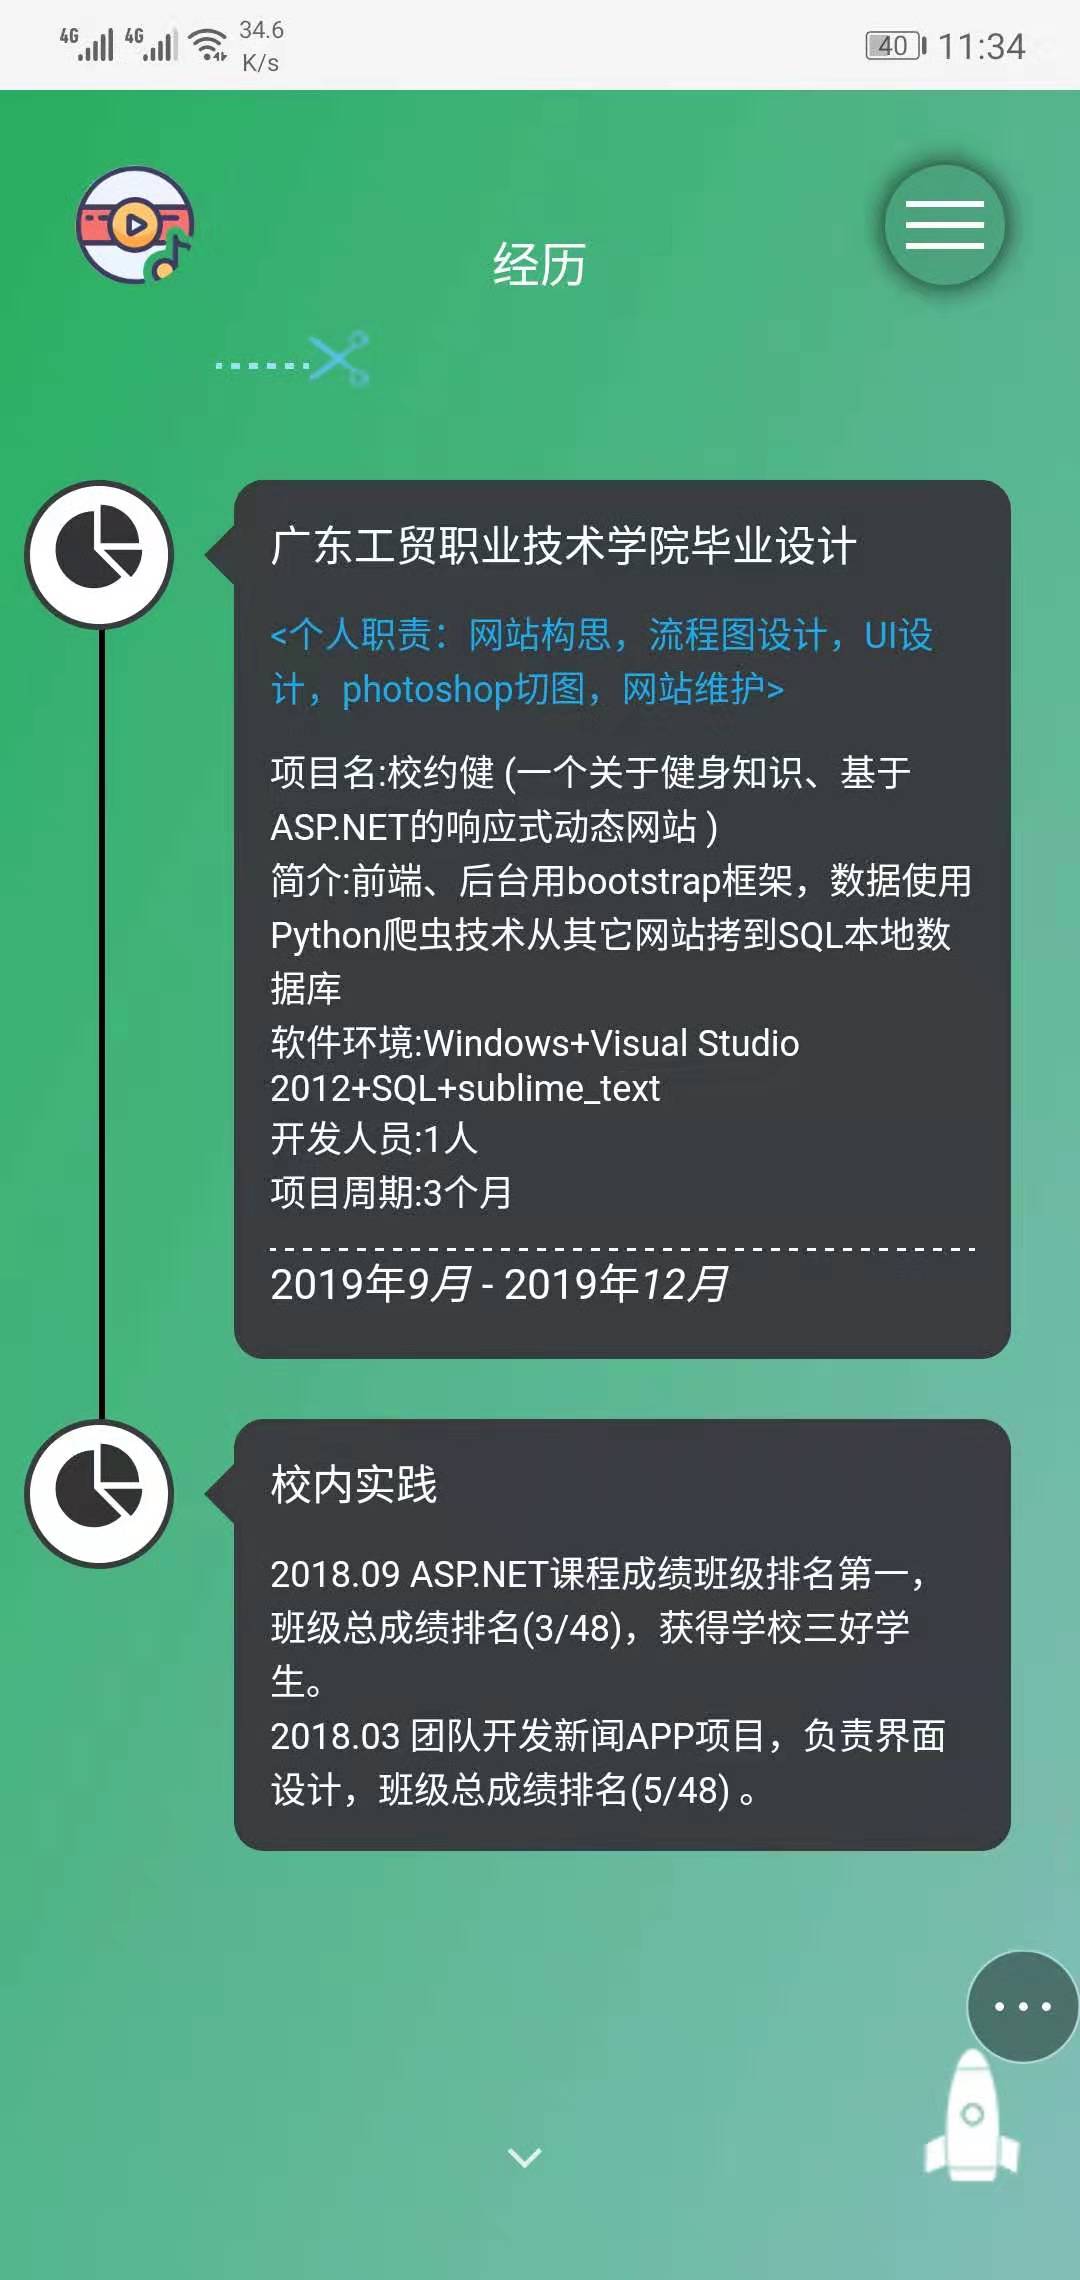 4G 4G 34.6
K/s
40 11:34
经历
广东工贸职业技术学院毕业设计
<个人职责：网站构思，流程图设计，UI设
计，photoshop切图，网站维护>
项目名:校约健 (一个关于健身知识、基于
ASP.NET的响应式动态网站 )
简介:前端、后台用bootstrap框架，数据使用
Python爬虫技术从其它网站拷到SQL本地数
据库
软件环境:Windows+Visual Studio
2012+SQL+sublime_text
开发人员:1人
项目周期:3个月
2019年9月 - 2019年12月
校内实践
2018.09 ASP.NET课程成绩班级排名第一，
班级总成绩排名(3/48)，获得学校三好学
生。
2018.03 团队开发新闻APP项目，负责界面
设计，班级总成绩排名(5/48) 。